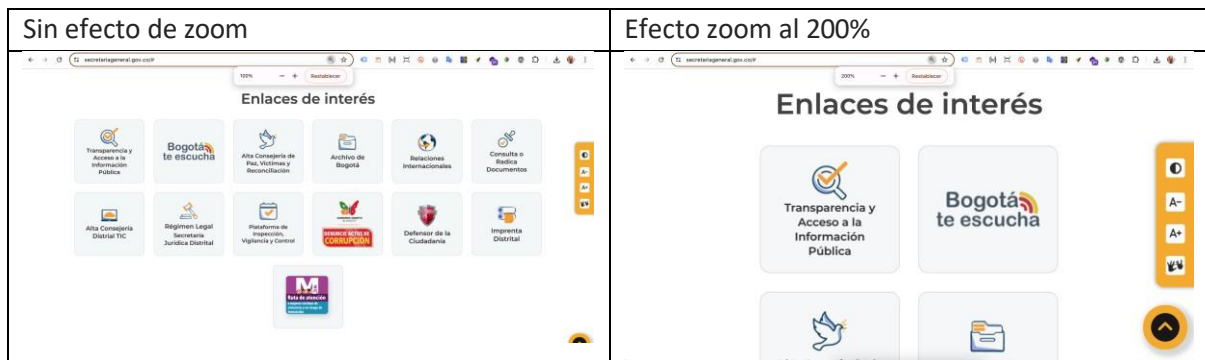 Sin efecto de zoom
secretariageneral.gov.co/#
100%
Restablecer
Enlaces de interés
Transparencia y
Acceso a la
Información
Pública
Bogotá
te escucha
Alta Consejería de
Paz, Víctimas y
Reconciliación
Archivo de
Bogotá
Relaciones
Internacionales
Consulta o
Radica
Documentos
Alta Consejería
Distrial TIC
Régimen Legal
Secretaría
Jurídica Distrital
Plataforma de
Inspección,
Vigilancia y Control
DENUNCIE ACTOS DE
CORRUPCIÓN
Defensor de la
Ciudadanía
Imprenta
Distrital
M
Ruta de atención
A-
A+
Efecto zoom al 200%
secretariageneral.gov.co/#
200%
Restablecer
Enlaces de interés
Transparencia y
Acceso a la
Información
Pública
Bogotá
te escucha
A-
A+